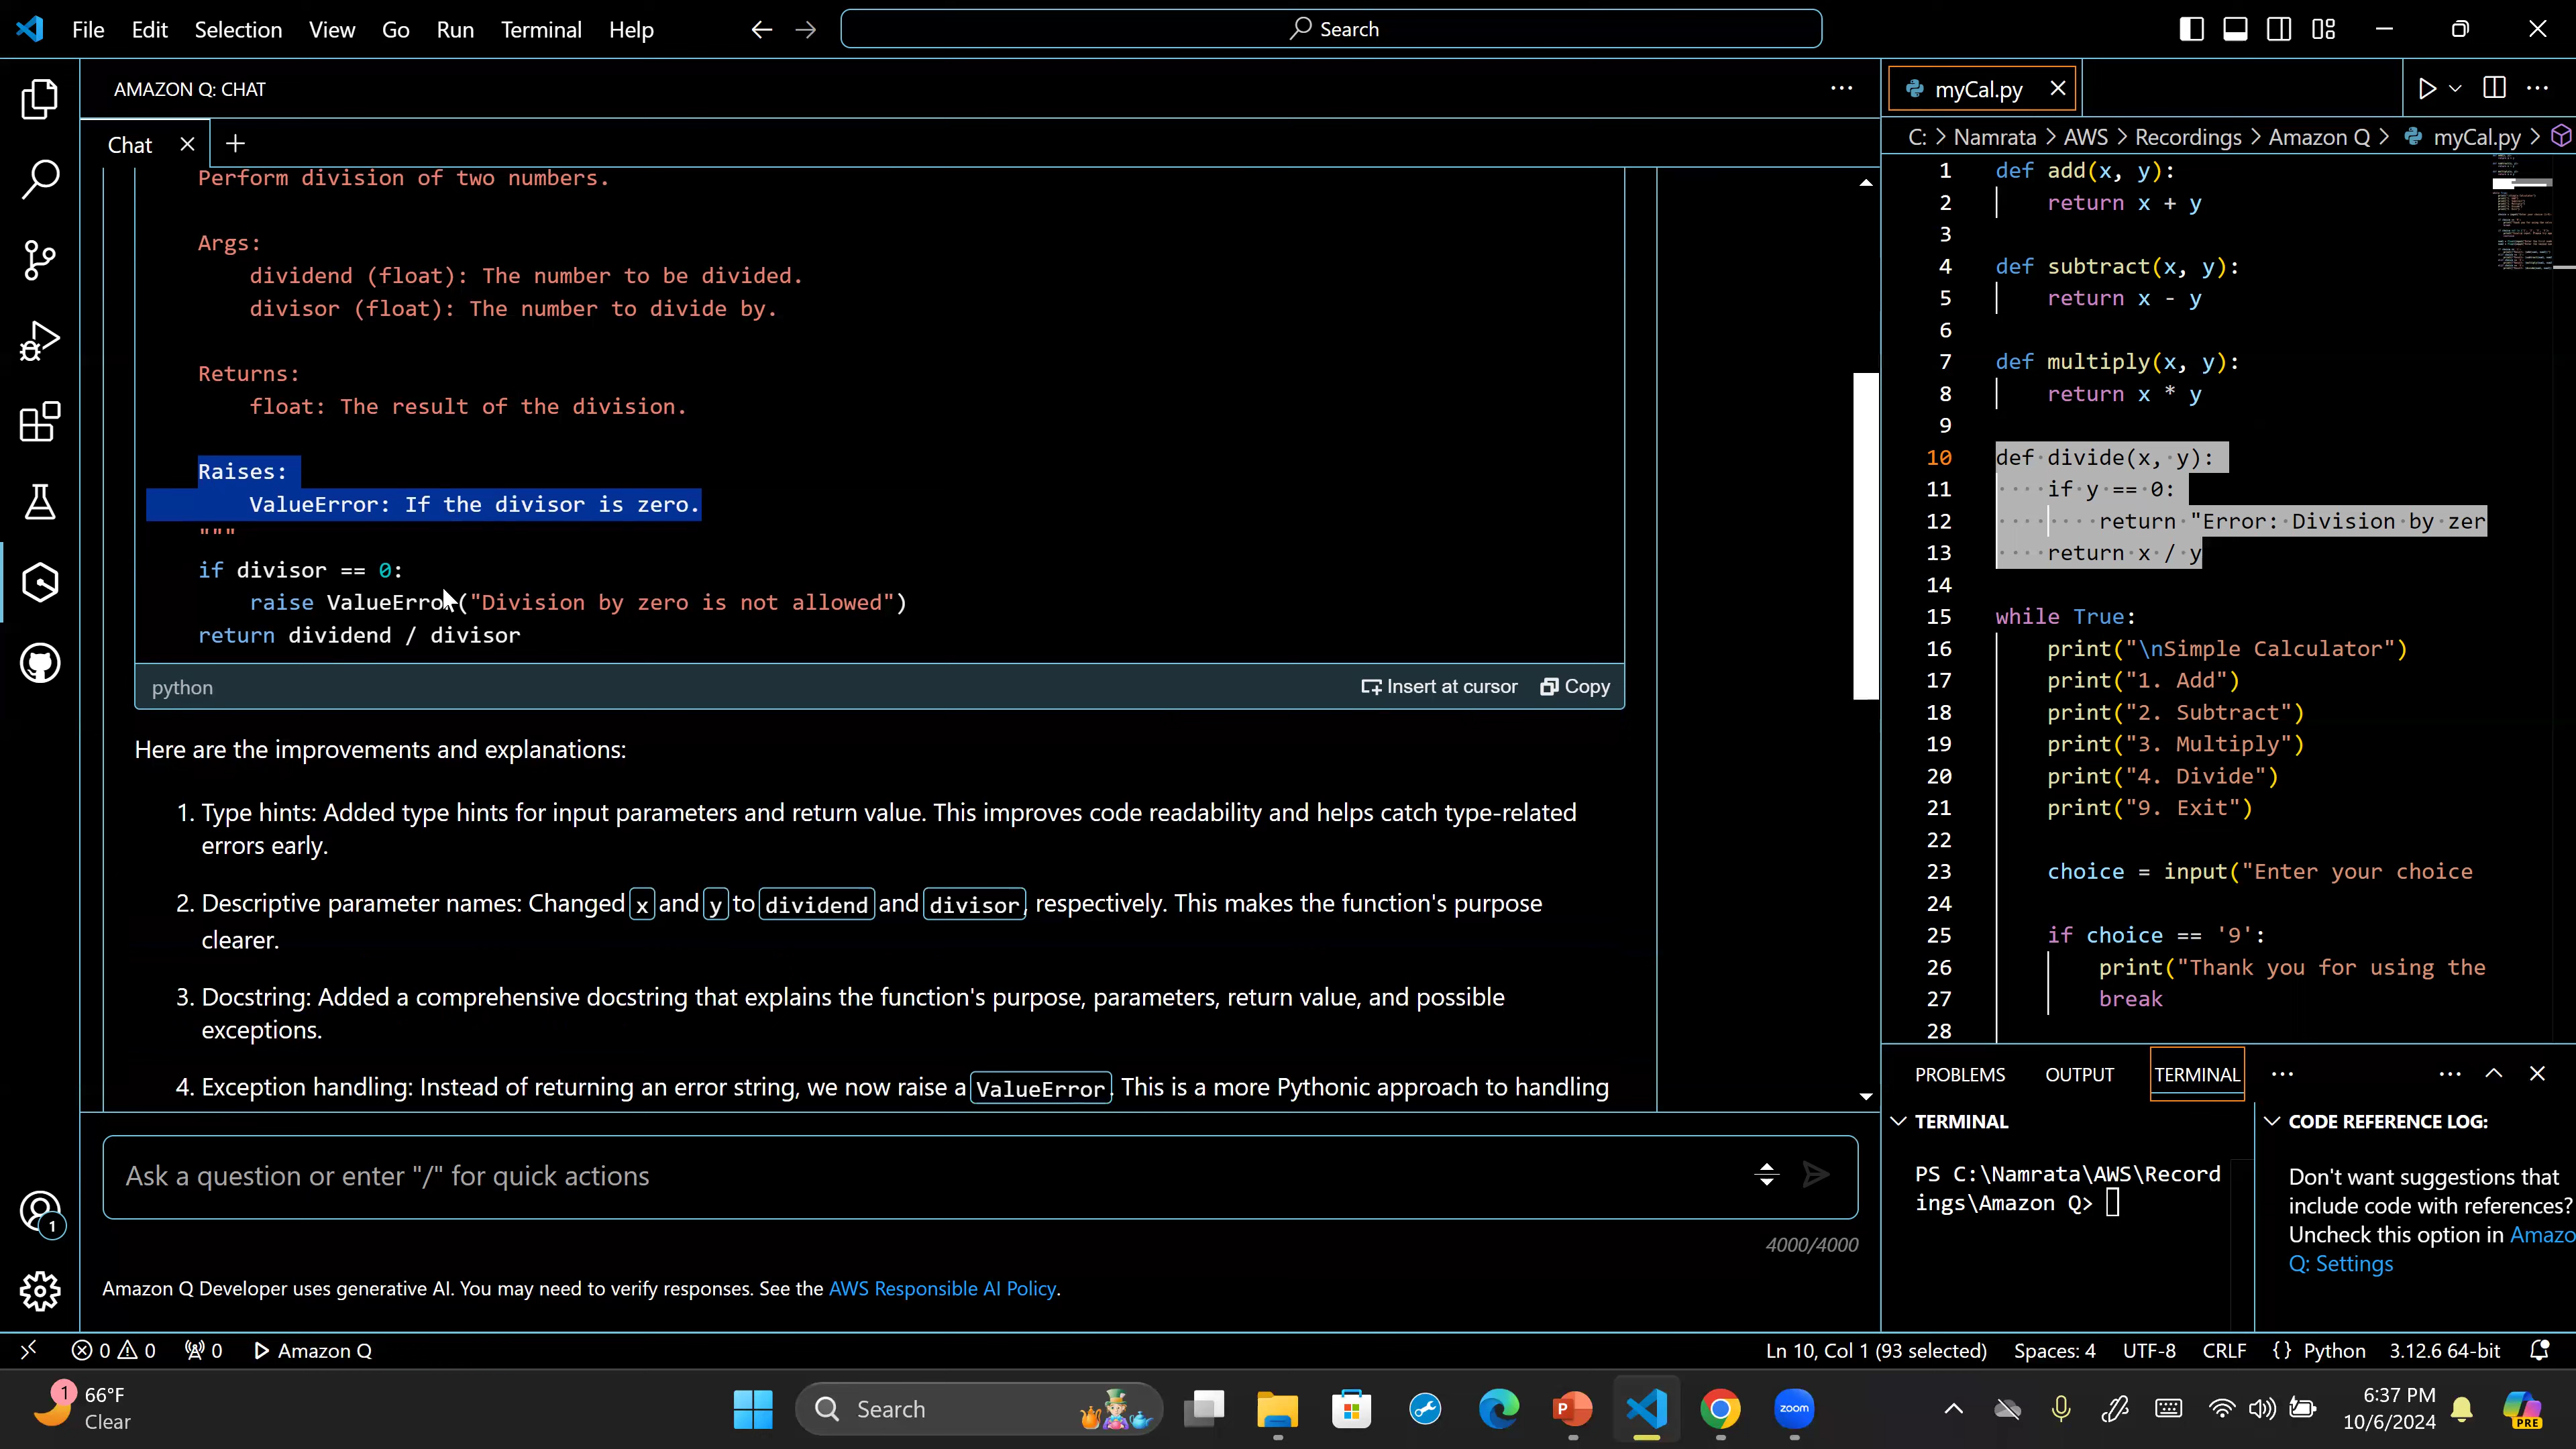 File Edit Selection View Go Run Terminal Help
Search
AMAZON Q: CHAT
Chat
Perform division of two numbers.
Args:
dividend (float): The number to be divided.
divisor (float): The number to divide by.
Returns:
float: The result of the division.
Raises:
ValueError: If the divisor is zero.
"""
if divisor == 0:
raise ValueError("Division by zero is not allowed")
return dividend / divisor
python
Insert at cursor
Copy
Here are the improvements and explanations:
1. Type hints: Added type hints for input parameters and return value. This improves code readability and helps catch type-related
errors early.
2. Descriptive parameter names: Changed x and y to dividend and divisor, respectively. This makes the function's purpose
clearer.
3. Docstring: Added a comprehensive docstring that explains the function's purpose, parameters, return value, and possible
exceptions.
4. Exception handling: Instead of returning an error string, we now raise a ValueError. This is a more Pythonic approach to handling
Ask a question or enter "/" for quick actions
4000/4000
Amazon Q Developer uses generative AI. You may need to verify responses. See the AWS Responsible AI Policy.
myCal.py
C: > Namrata > AWS > Recordings > Amazon Q > myCal.py >
1 def add(x, y):
2 return x + y
3
4 def subtract(x, y):
5 return x - y
6
7 def multiply(x, y):
8 return x * y
9
10 def divide(x, y):
11 if y == 0:
12 return "Error: Division by zer
13 return x / y
14
15 while True:
16 print("\nSimple Calculator")
17 print("1. Add")
18 print("2. Subtract")
19 print("3. Multiply")
20 print("4. Divide")
21 print("9. Exit")
22
23 choice = input("Enter your choice
24
25 if choice == '9':
26 print("Thank you for using the
27 break
28
PROBLEMS OUTPUT TERMINAL
TERMINAL
PS C:\Namrata\AWS\Record
ings\Amazon Q>
CODE REFERENCE LOG:
Don't want suggestions that
include code with references?
Uncheck this option in Amazo
Q: Settings
1
0 0 0 Amazon Q
Ln 10, Col 1 (93 selected) Spaces: 4 UTF-8 CRLF {} Python 3.12.6 64-bit
1
66°F
Clear
Search
P
zoom
6:37 PM
10/6/2024
PRE